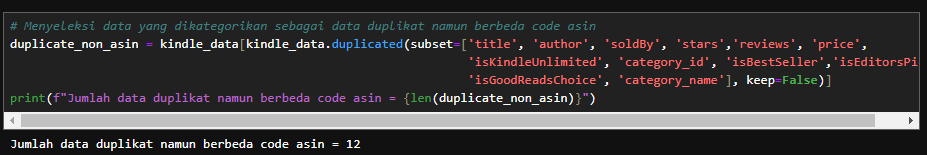 # Menyeleksi data yang dikategorikan sebagai data duplikat namun berbeda code asin
duplicate_non_asin = kindle_data[kindle_data.duplicated(subset=['title', 'author', 'soldBy', 'stars','reviews', 'price',
'isKindleUnlimited', 'category_id', 'isBestSeller','isEditorsPi
'isGoodReadsChoice', 'category_name'], keep=False)]
print(f"Jumlah data duplikat namun berbeda code asin = {len(duplicate_non_asin)}")
Jumlah data duplikat namun berbeda code asin = 12